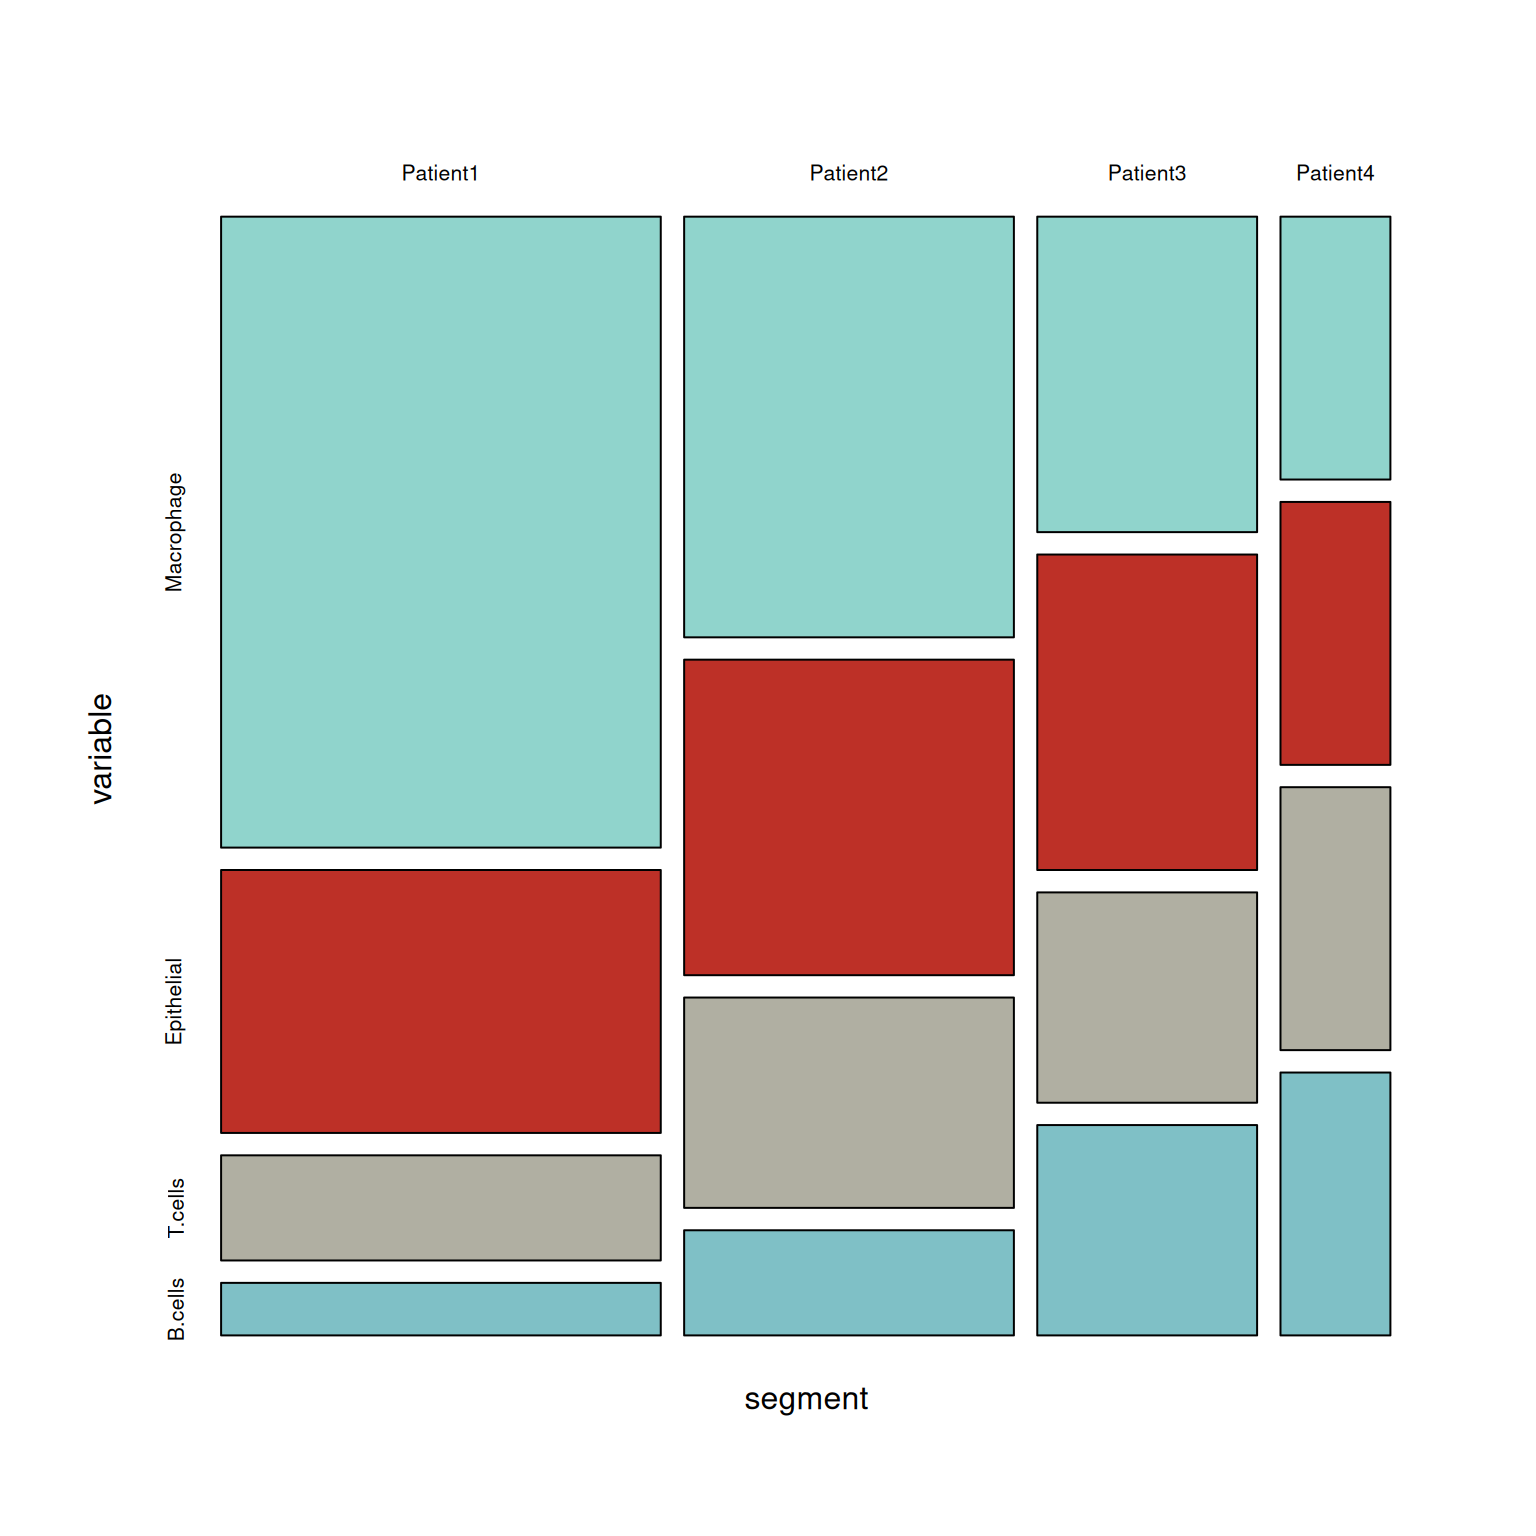 Patient1
Patient2
Patient3
Patient4
Macrophage
Epithelial
T.cells
B.cells
variable
segment